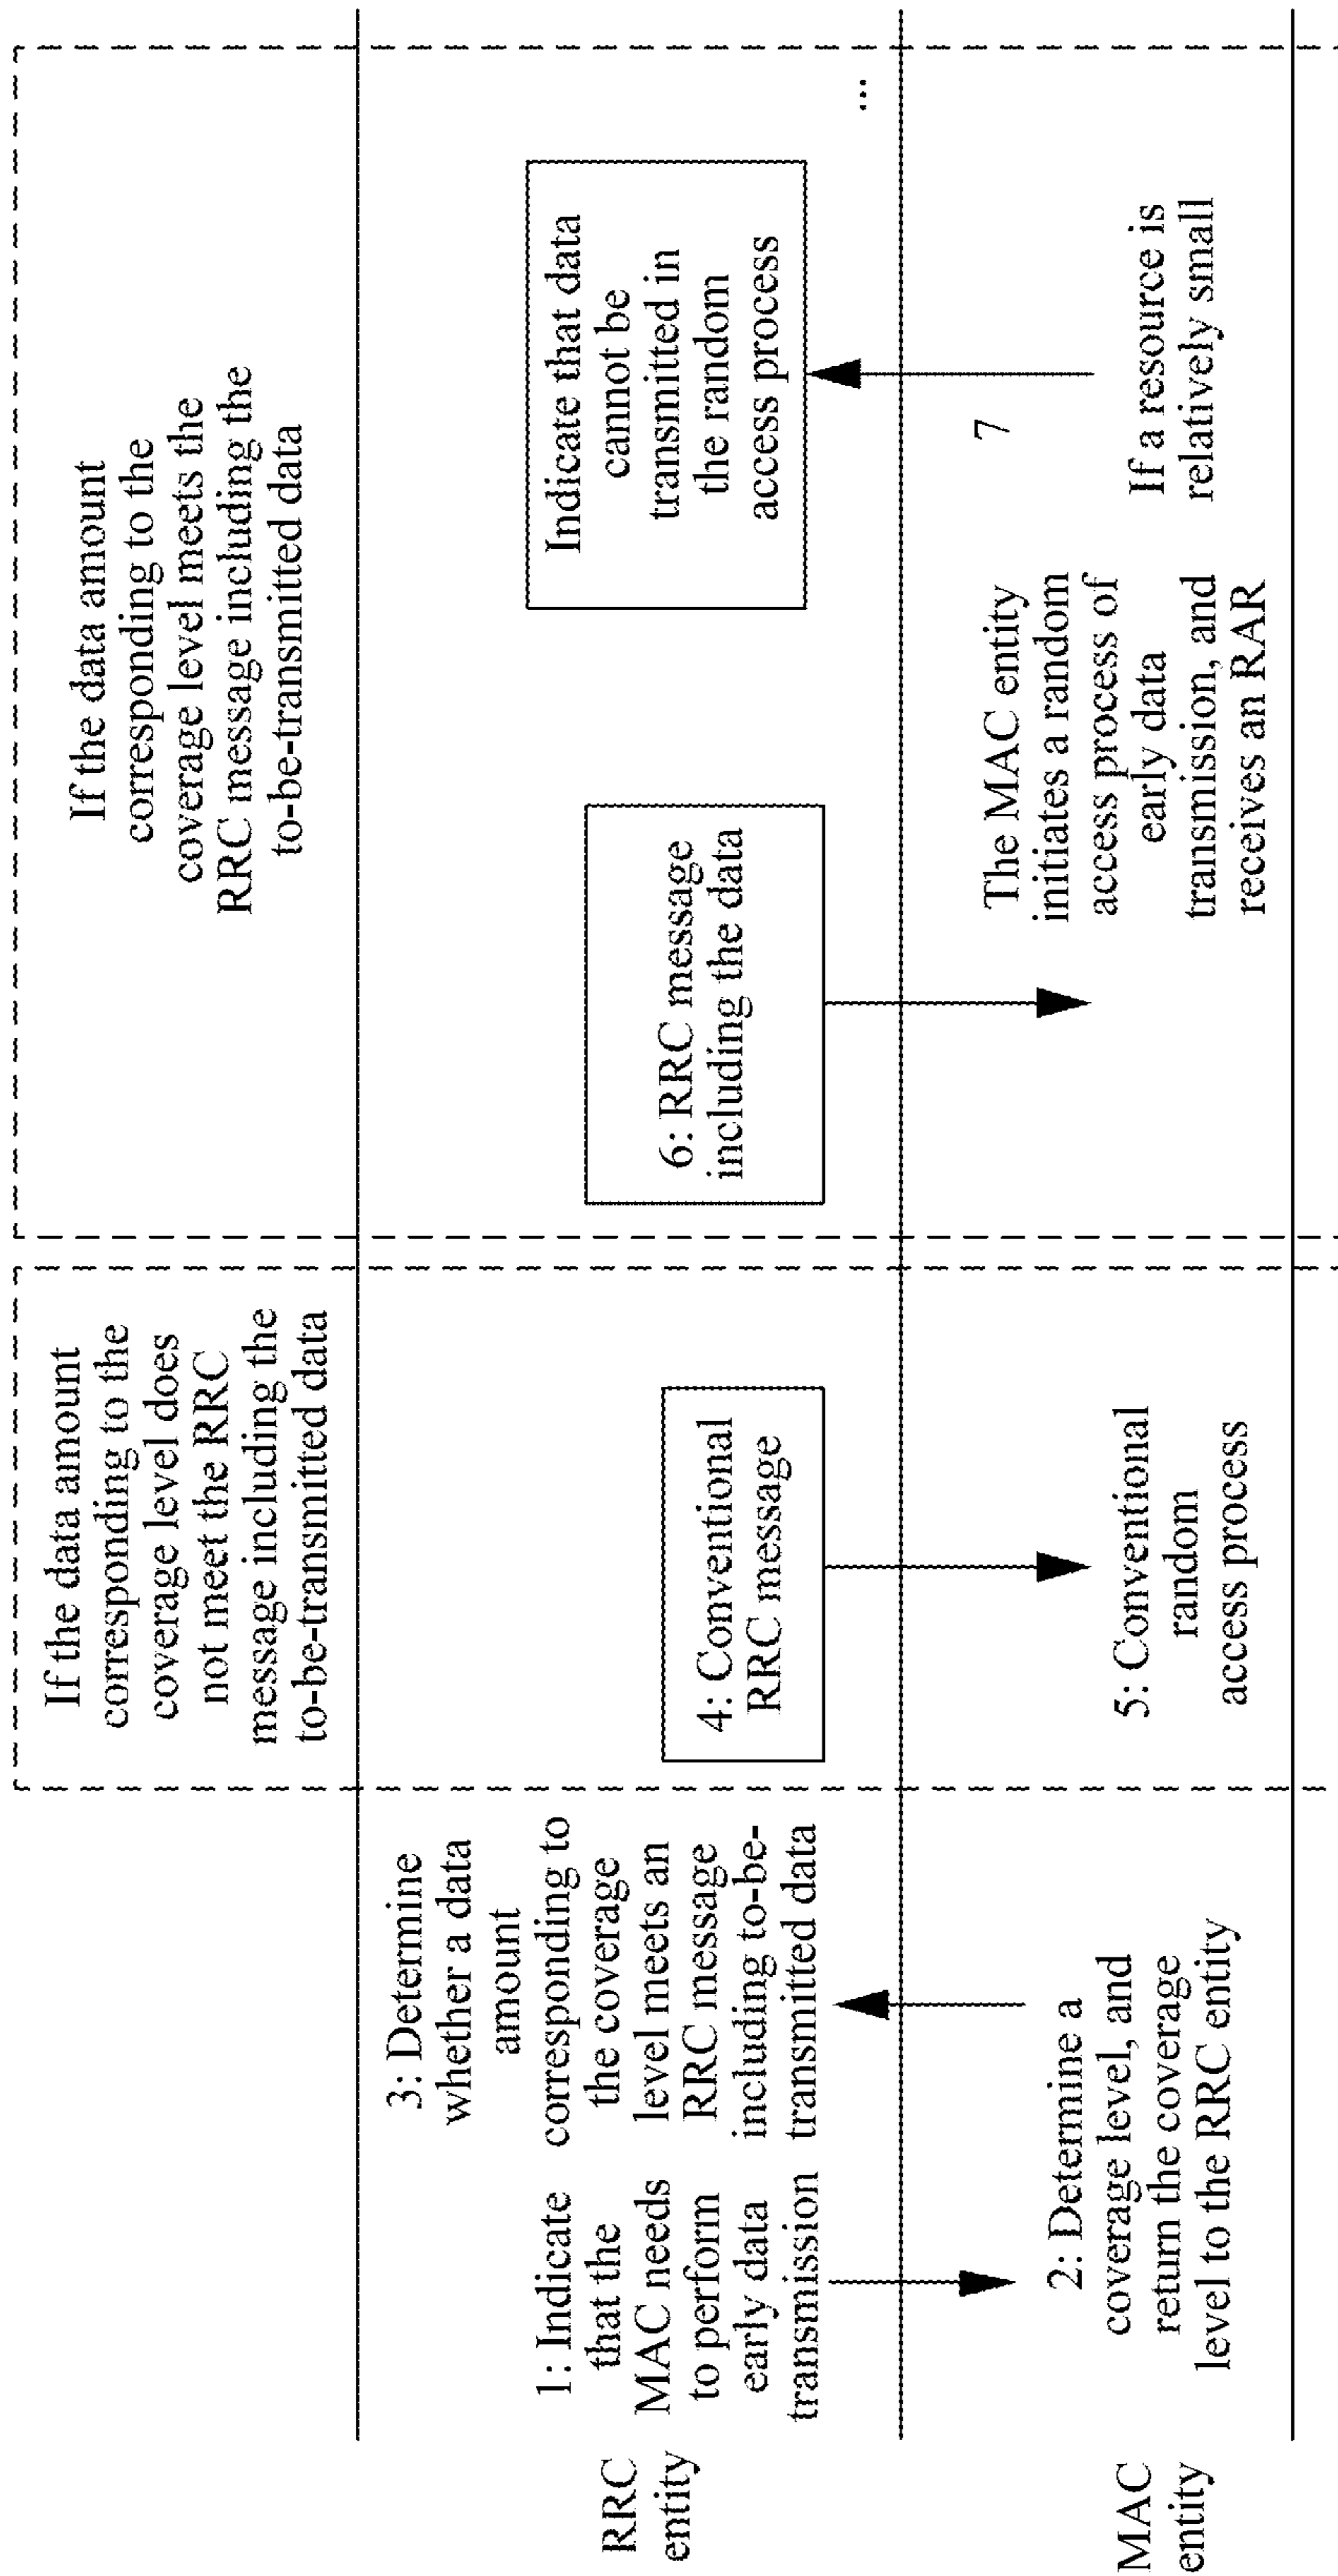 RRC
entity
MAC
entity
1: Indicate
that the
MAC needs
to perform
early data
transmission
2: Determine a
coverage level, and
return the coverage
level to the RRC entity
3: Determine
whether a data
amount
corresponding to
the coverage
level meets an
RRC message
including to-be-
transmitted data
If the data amount
corresponding to the
coverage level does
not meet the RRC
message including the
to-be-transmitted data
4: Conventional
RRC message
5: Conventional
random
access process
If the data amount
corresponding to the
coverage level meets the
RRC message including the
to-be-transmitted data
6: RRC message
including the data
The MAC entity
initiates a random
access process of
early data
transmission, and
receives an RAR
7
If a resource is
relatively small
Indicate that data
cannot be
transmitted in
the random
access process
...